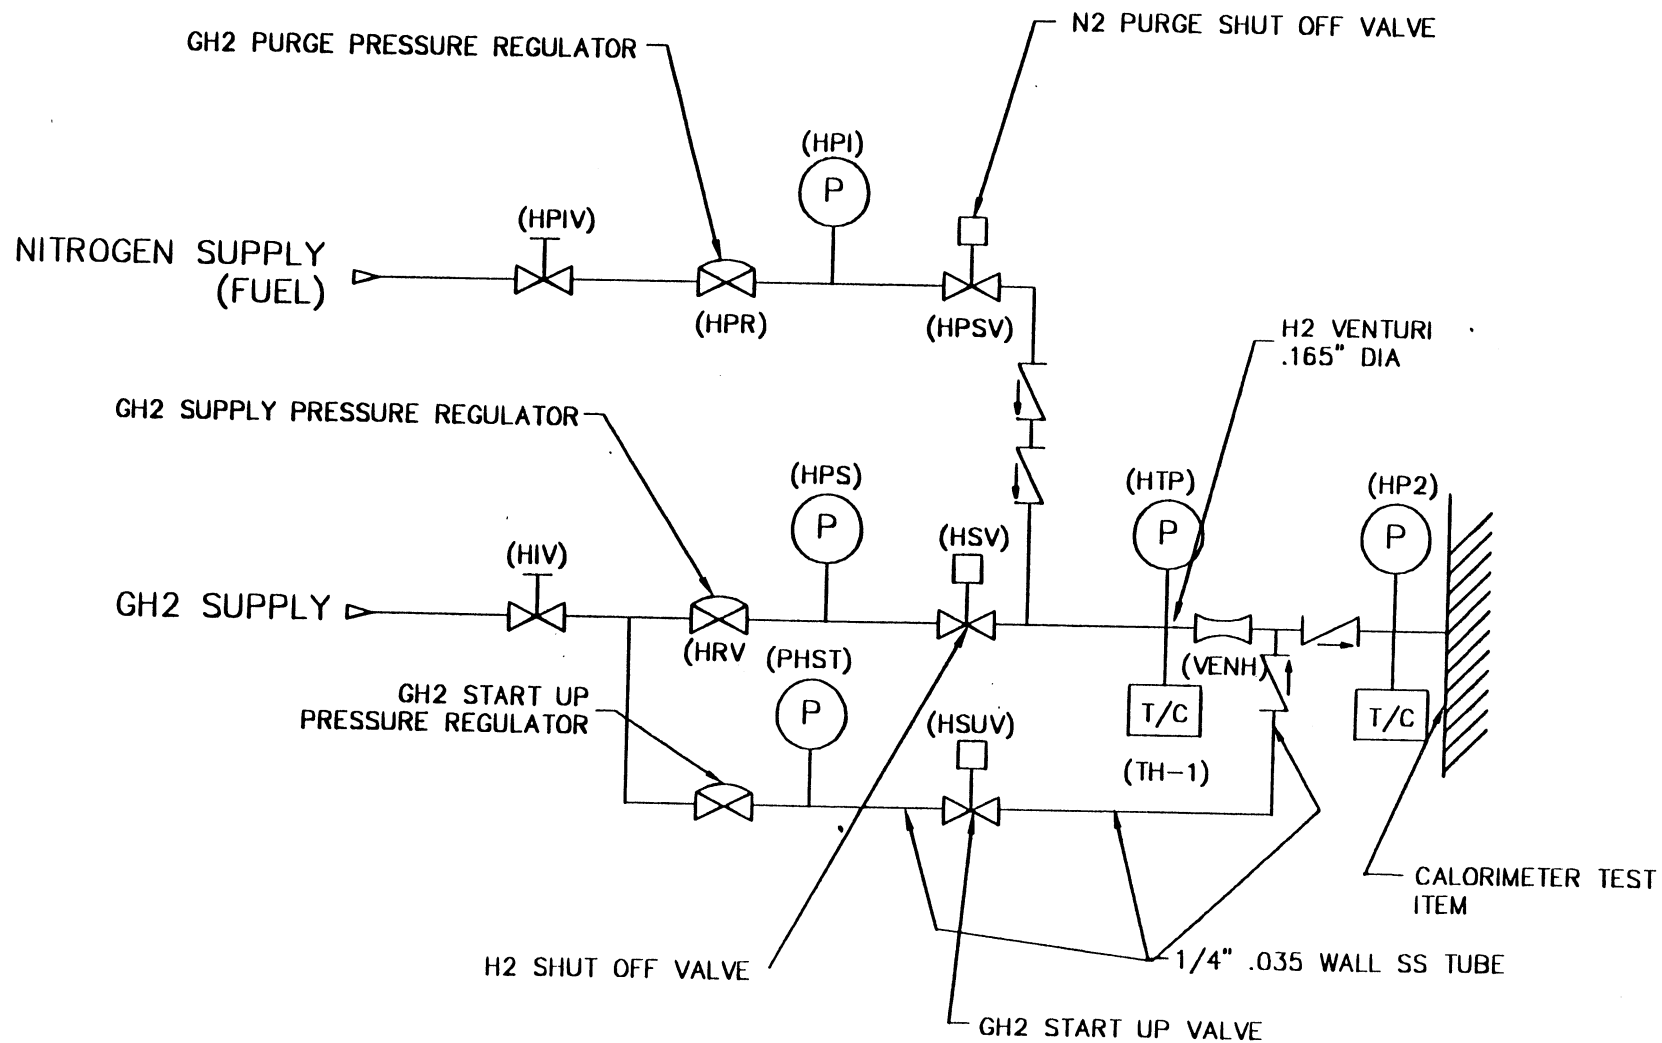 GH2 PURGE PRESSURE REGULATOR
N2 PURGE SHUT OFF VALVE
(HPI)
P
(HPIV)
NITROGEN SUPPLY
(FUEL)
(HPR)
(HPSV)
H2 VENTURI
.165" DIA
GH2 SUPPLY PRESSURE REGULATOR
(HPS)
P
(HTP)
P
(HP2)
P
(HIV)
(HSV)
GH2 SUPPLY
(HRV
(PHST)
P
(VENH)
GH2 START UP
PRESSURE REGULATOR
(HSUV)
T/C
T/C
(TH-1)
CALORIMETER TEST
ITEM
H2 SHUT OFF VALVE
1/4" .035 WALL SS TUBE
GH2 START UP VALVE